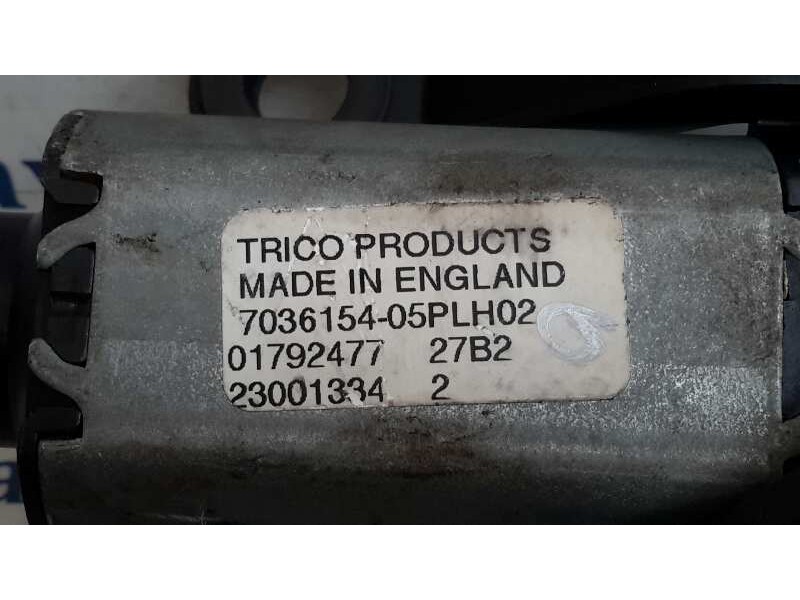 TRICO PRODUCTS
MADE IN ENGLAND
7036154-05PLH02
01792477 27B2
23001334 2